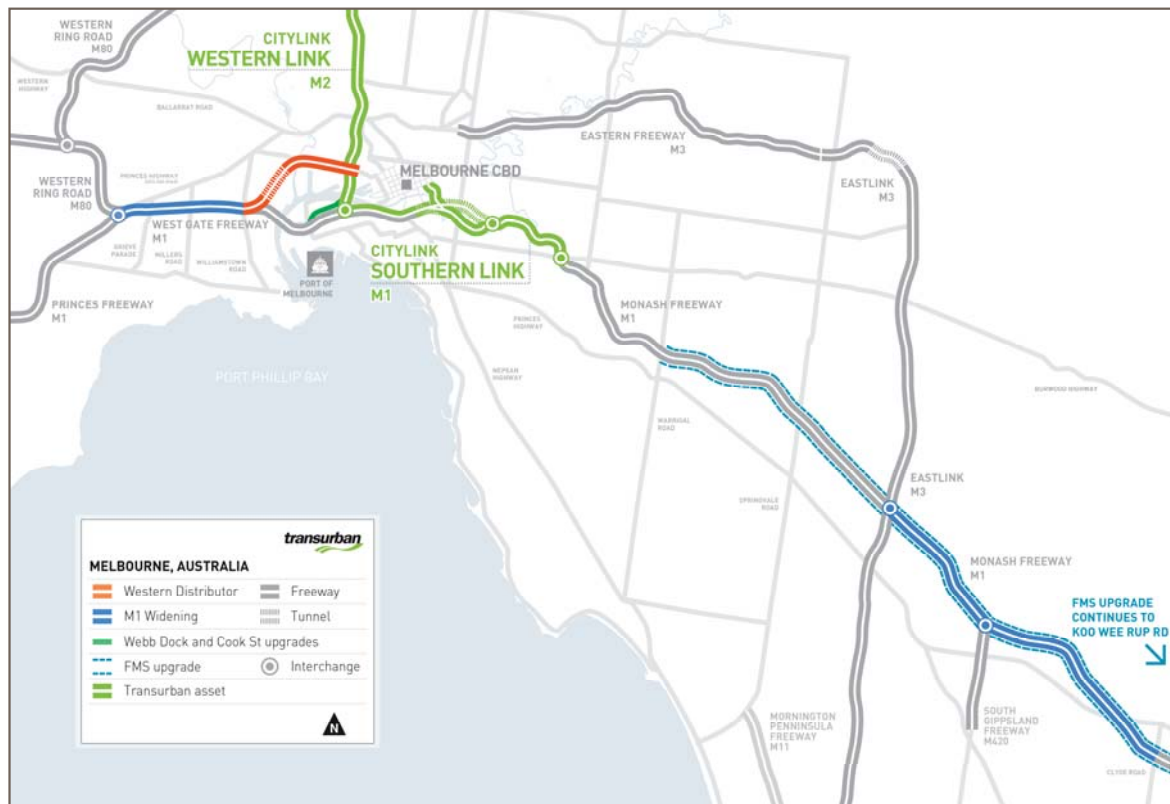 WESTERN
RING ROAD
M80
WESTERN
HIGHWAY
BALLARAT ROAD
CITYLINK
WESTERN LINK
M2
EASTERN FREEWAY
M3
EASTLINK
M3
MELBOURNE CBD
PRINCES HIGHWAY
WESTERN
RING ROAD
M80
WEST GATE FREEWAY
M1
GRIEVE
PARADE
MILLERS
ROAD
WILLIAMSTOWN
ROAD
PORT OF
MELBOURNE
CITYLINK
SOUTHERN LINK
M1
PRINCES FREEWAY
M1
MONASH FREEWAY
M1
PRINCES
HIGHWAY
NEPEAN
HIGHWAY
PORT PHILLIP BAY
BURWOOD HIGHWAY
WARRIGAL
ROAD
SPRINGVALE
ROAD
EASTLINK
M3
MONASH FREEWAY
M1
FMS UPGRADE
CONTINUES TO
KOO WEE RUP RD
MORNINGTON
PENNINSULA
FREEWAY
M11
SOUTH
GIPPSLAND
FREEWAY
M420
CLYDE ROAD
transurban
MELBOURNE, AUSTRALIA
Western Distributor
Freeway
M1 Widening
Tunnel
Webb Dock and Cook St upgrades
FMS upgrade
Interchange
Transurban asset
N